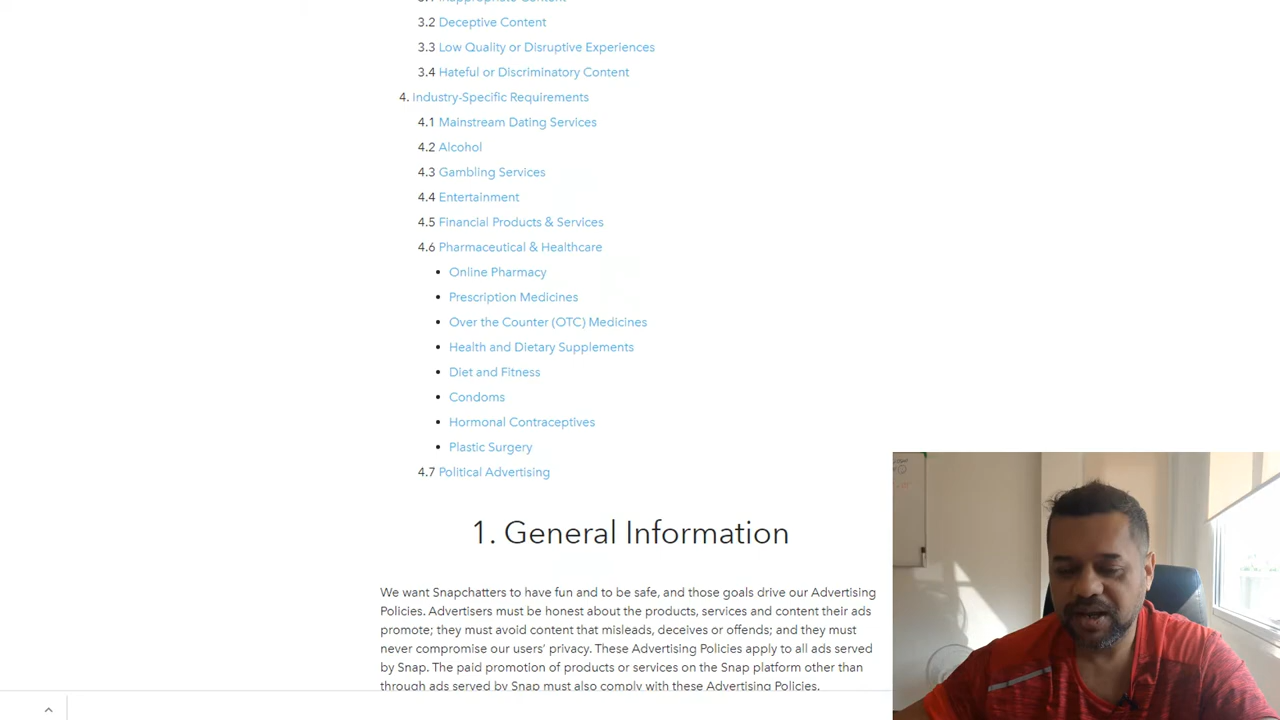 3.2 Deceptive Content
3.3 Low Quality or Disruptive Experiences
3.4 Hateful or Discriminatory Content
4. Industry-Specific Requirements
4.1 Mainstream Dating Services
4.2 Alcohol
4.3 Gambling Services
4.4 Entertainment
4.5 Financial Products & Services
4.6 Pharmaceutical & Healthcare
• Online Pharmacy
• Prescription Medicines
• Over the Counter (OTC) Medicines
• Health and Dietary Supplements
• Diet and Fitness
• Condoms
• Hormonal Contraceptives
• Plastic Surgery
4.7 Political Advertising
1. General Information
We want Snapchatters to have fun and to be safe, and those goals drive our Advertising
Policies. Advertisers must be honest about the products, services and content their ads
promote; they must avoid content that misleads, deceives or offends; and they must
never compromise our users’ privacy. These Advertising Policies apply to all ads served
by Snap. The paid promotion of products or services on the Snap platform other than
through ads served by Snap must also comply with these Advertising Policies.